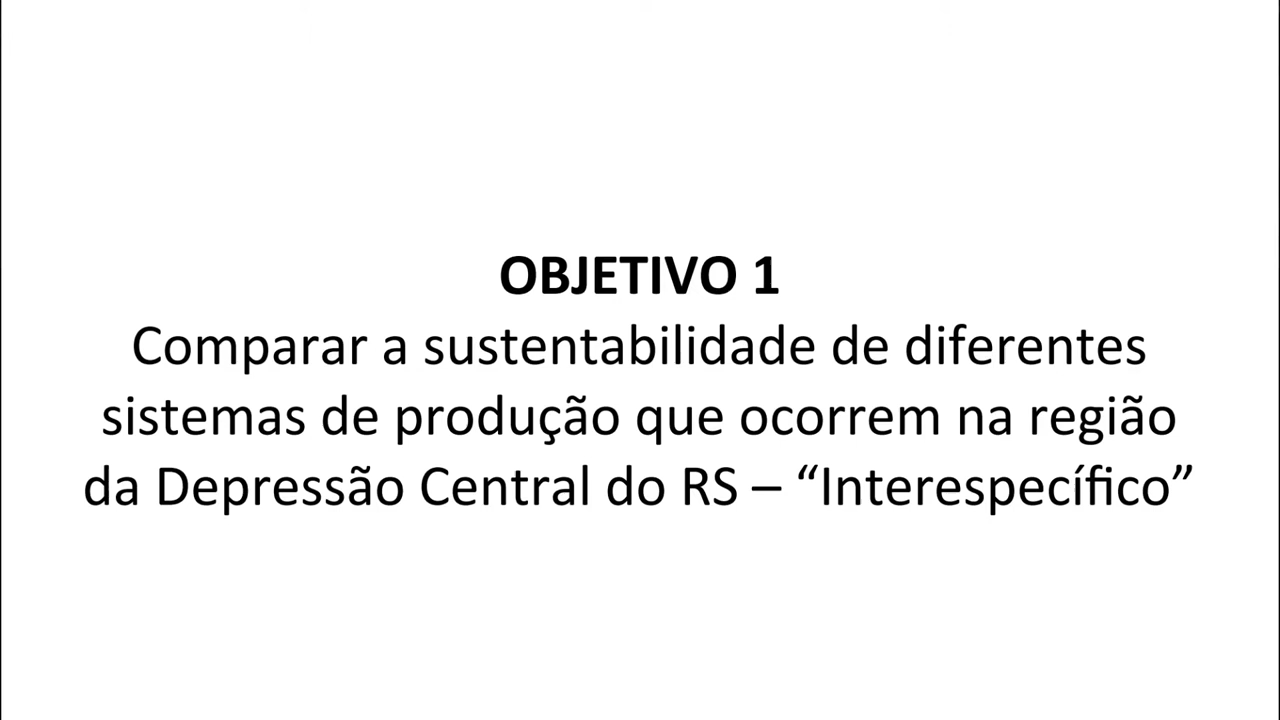 OBJETIVO 1
Comparar a sustentabilidade de diferentes
sistemas de produção que ocorrem na região
da Depressão Central do RS – “Interespecífico”